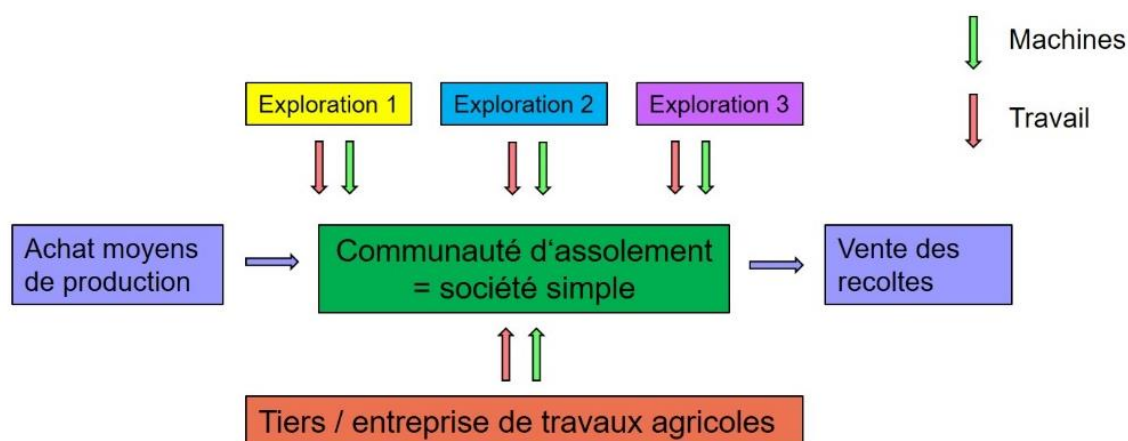 Machines
Travail
Exploration 1
Exploration 2
Exploration 3
Achat moyens
de production
Communauté d‘assolement
= société simple
Vente des
recoltes
Tiers / entreprise de travaux agricoles